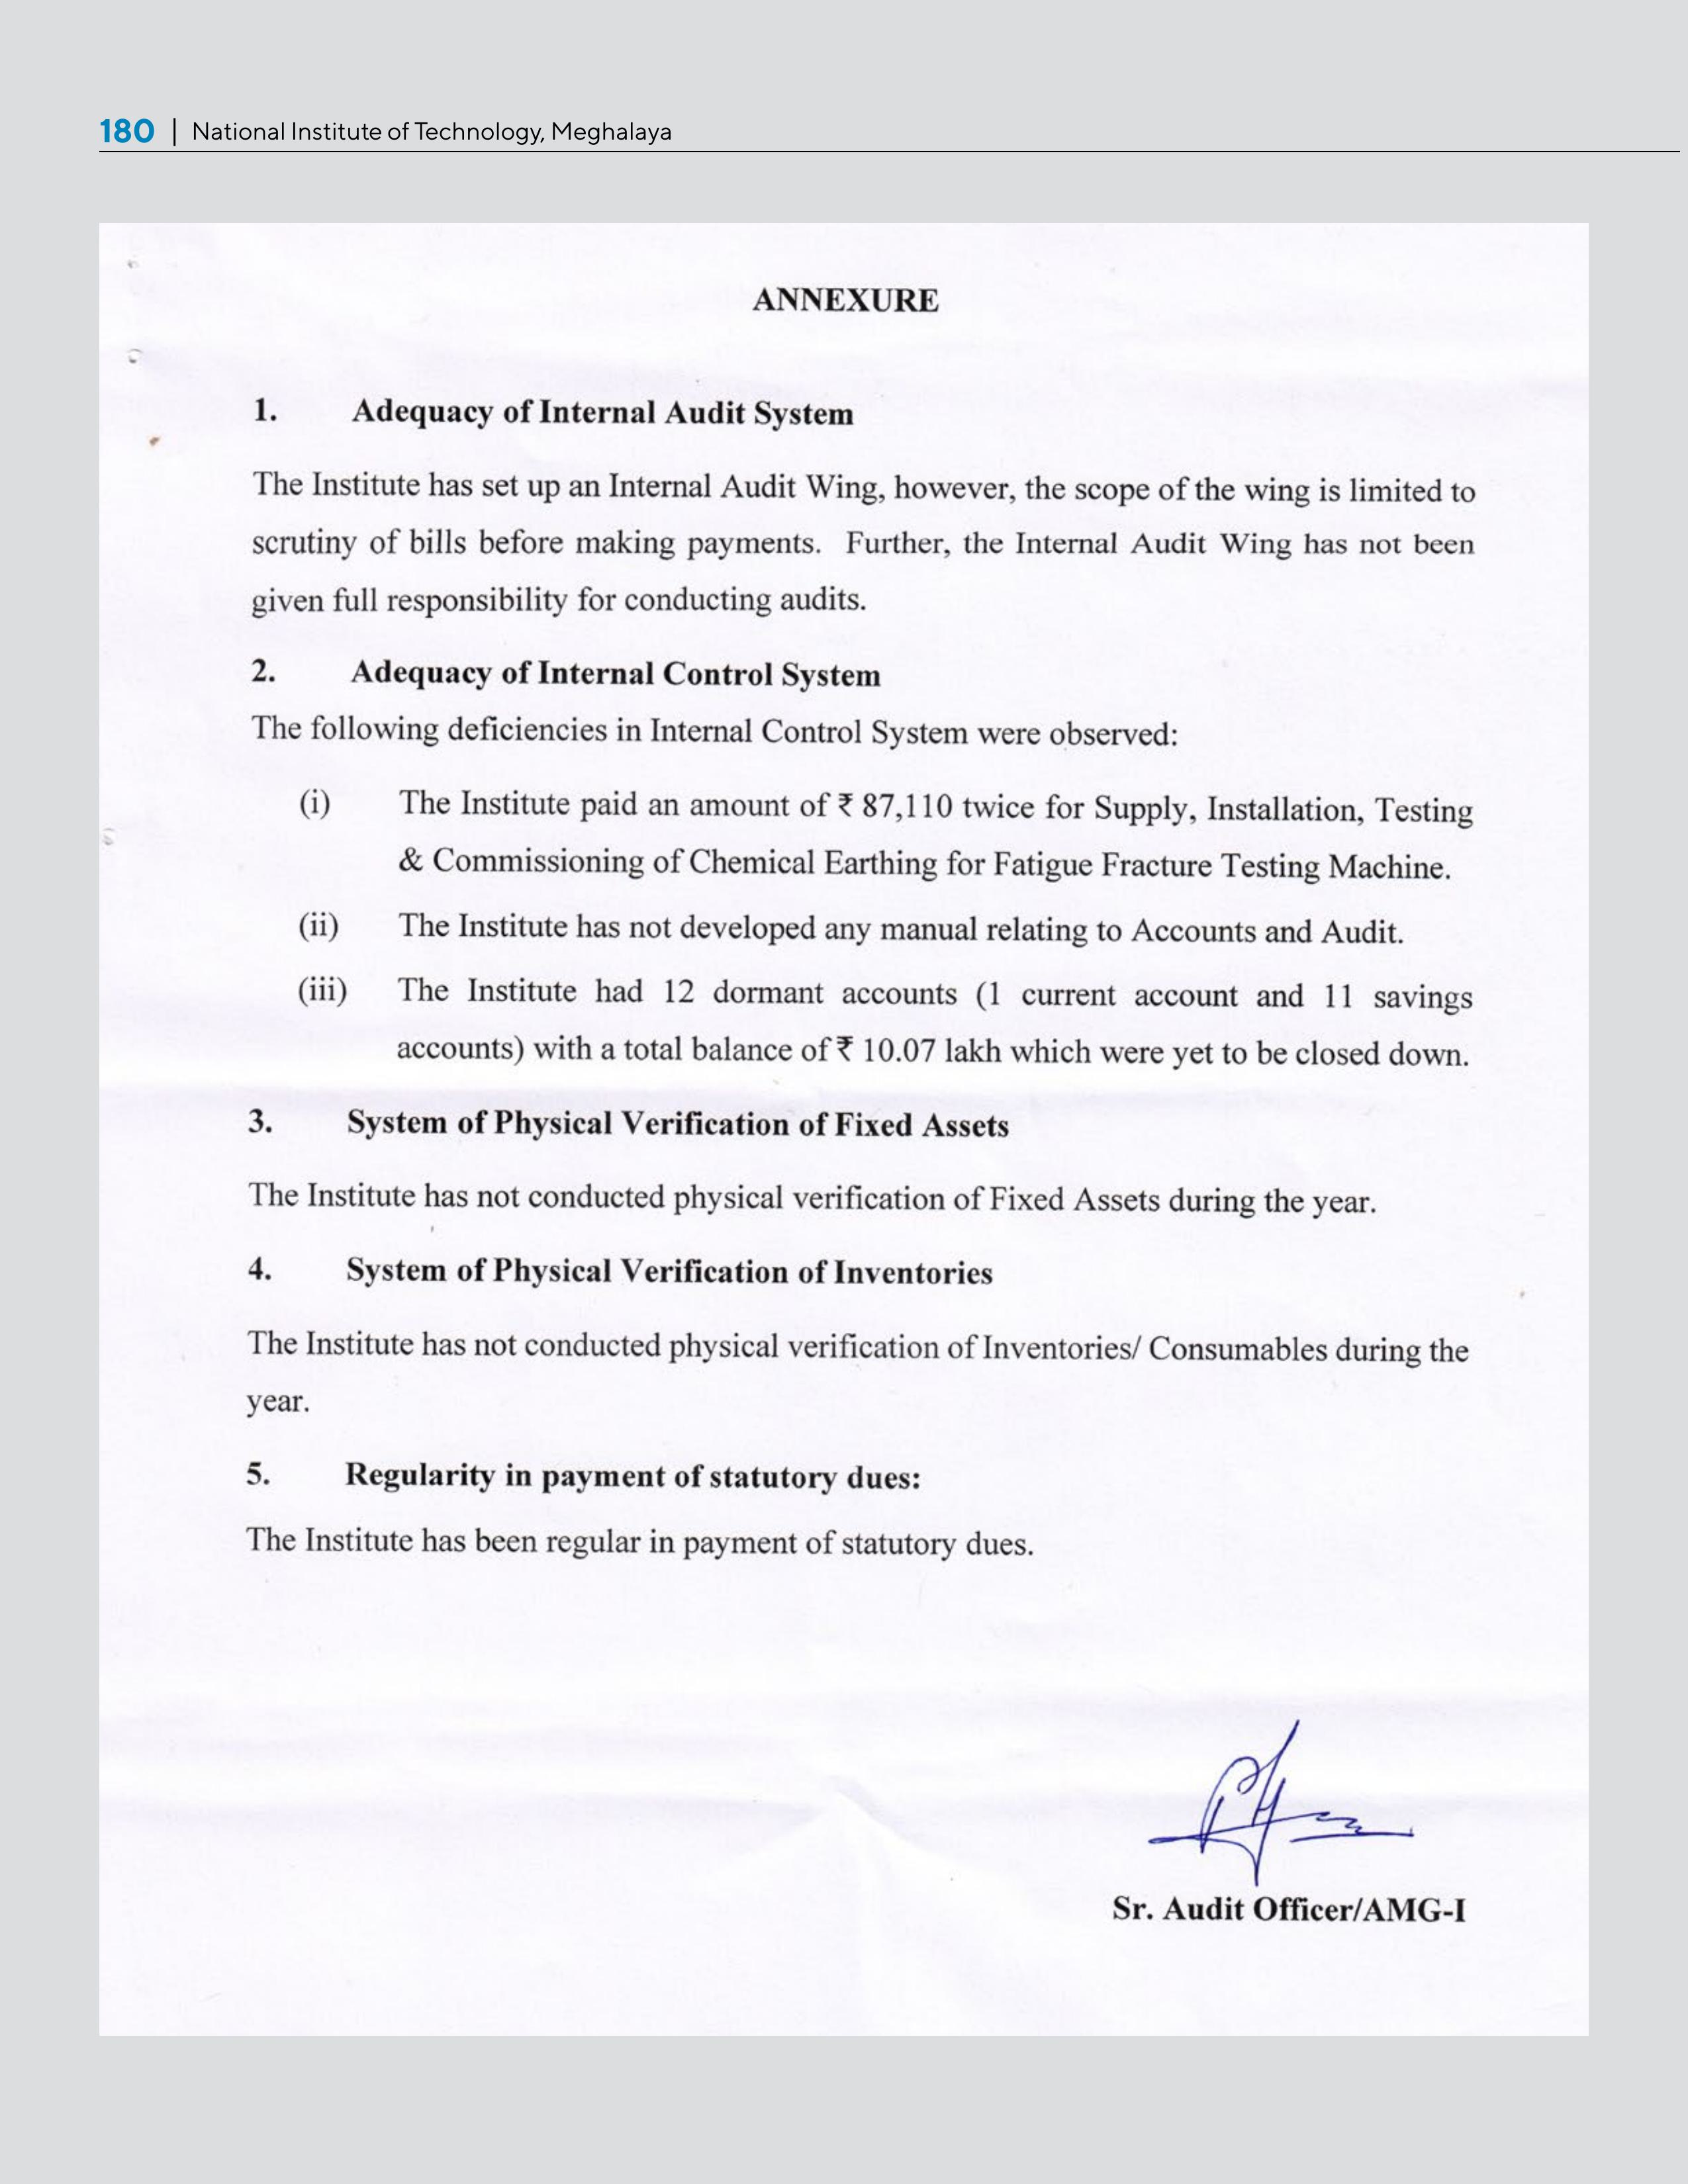 180 | National Institute of Technology, Meghalaya
ANNEXURE
1. Adequacy of Internal Audit System
The Institute has set up an Internal Audit Wing, however, the scope of the wing is limited to
scrutiny of bills before making payments. Further, the Internal Audit Wing has not been
given full responsibility for conducting audits.
2. Adequacy of Internal Control System
The following deficiencies in Internal Control System were observed:
(i) The Institute paid an amount of ₹ 87,110 twice for Supply, Installation, Testing
& Commissioning of Chemical Earthing for Fatigue Fracture Testing Machine.
(ii) The Institute has not developed any manual relating to Accounts and Audit.
(iii) The Institute had 12 dormant accounts (1 current account and 11 savings
accounts) with a total balance of ₹ 10.07 lakh which were yet to be closed down.
3. System of Physical Verification of Fixed Assets
The Institute has not conducted physical verification of Fixed Assets during the year.
4. System of Physical Verification of Inventories
The Institute has not conducted physical verification of Inventories/ Consumables during the
year.
5. Regularity in payment of statutory dues:
The Institute has been regular in payment of statutory dues.
Sr. Audit Officer/AMG-I